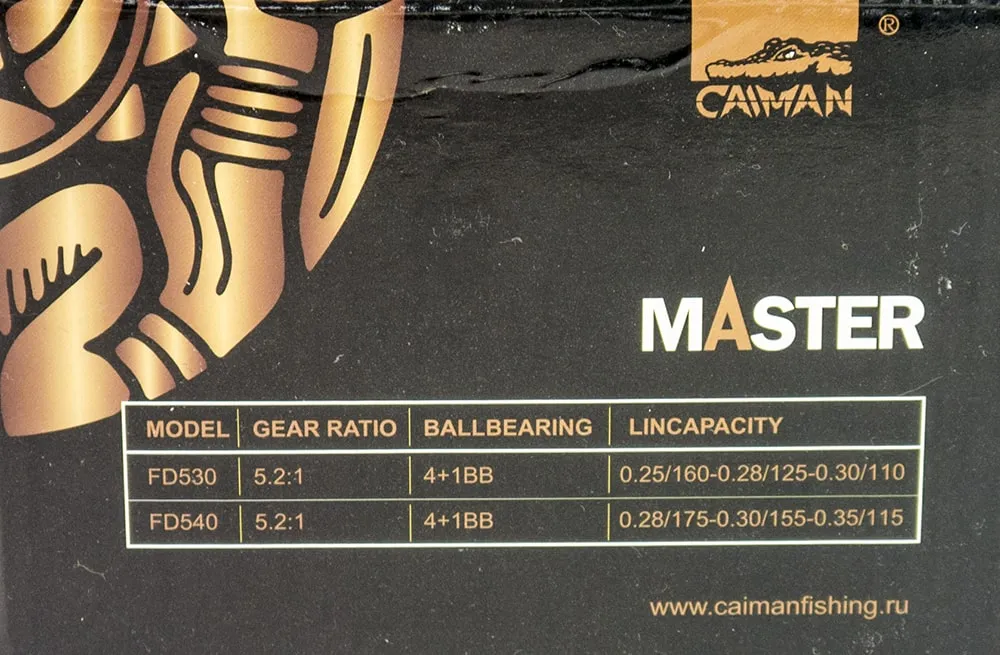 ®
CAIMAN
MASTER
MODEL GEAR RATIO BALLBEARING LINCAPACITY
FD530 5.2:1 4+1BB 0.25/160-0.28/125-0.30/110
FD540 5.2:1 4+1BB 0.28/175-0.30/155-0.35/115
www.caimanfishing.ru